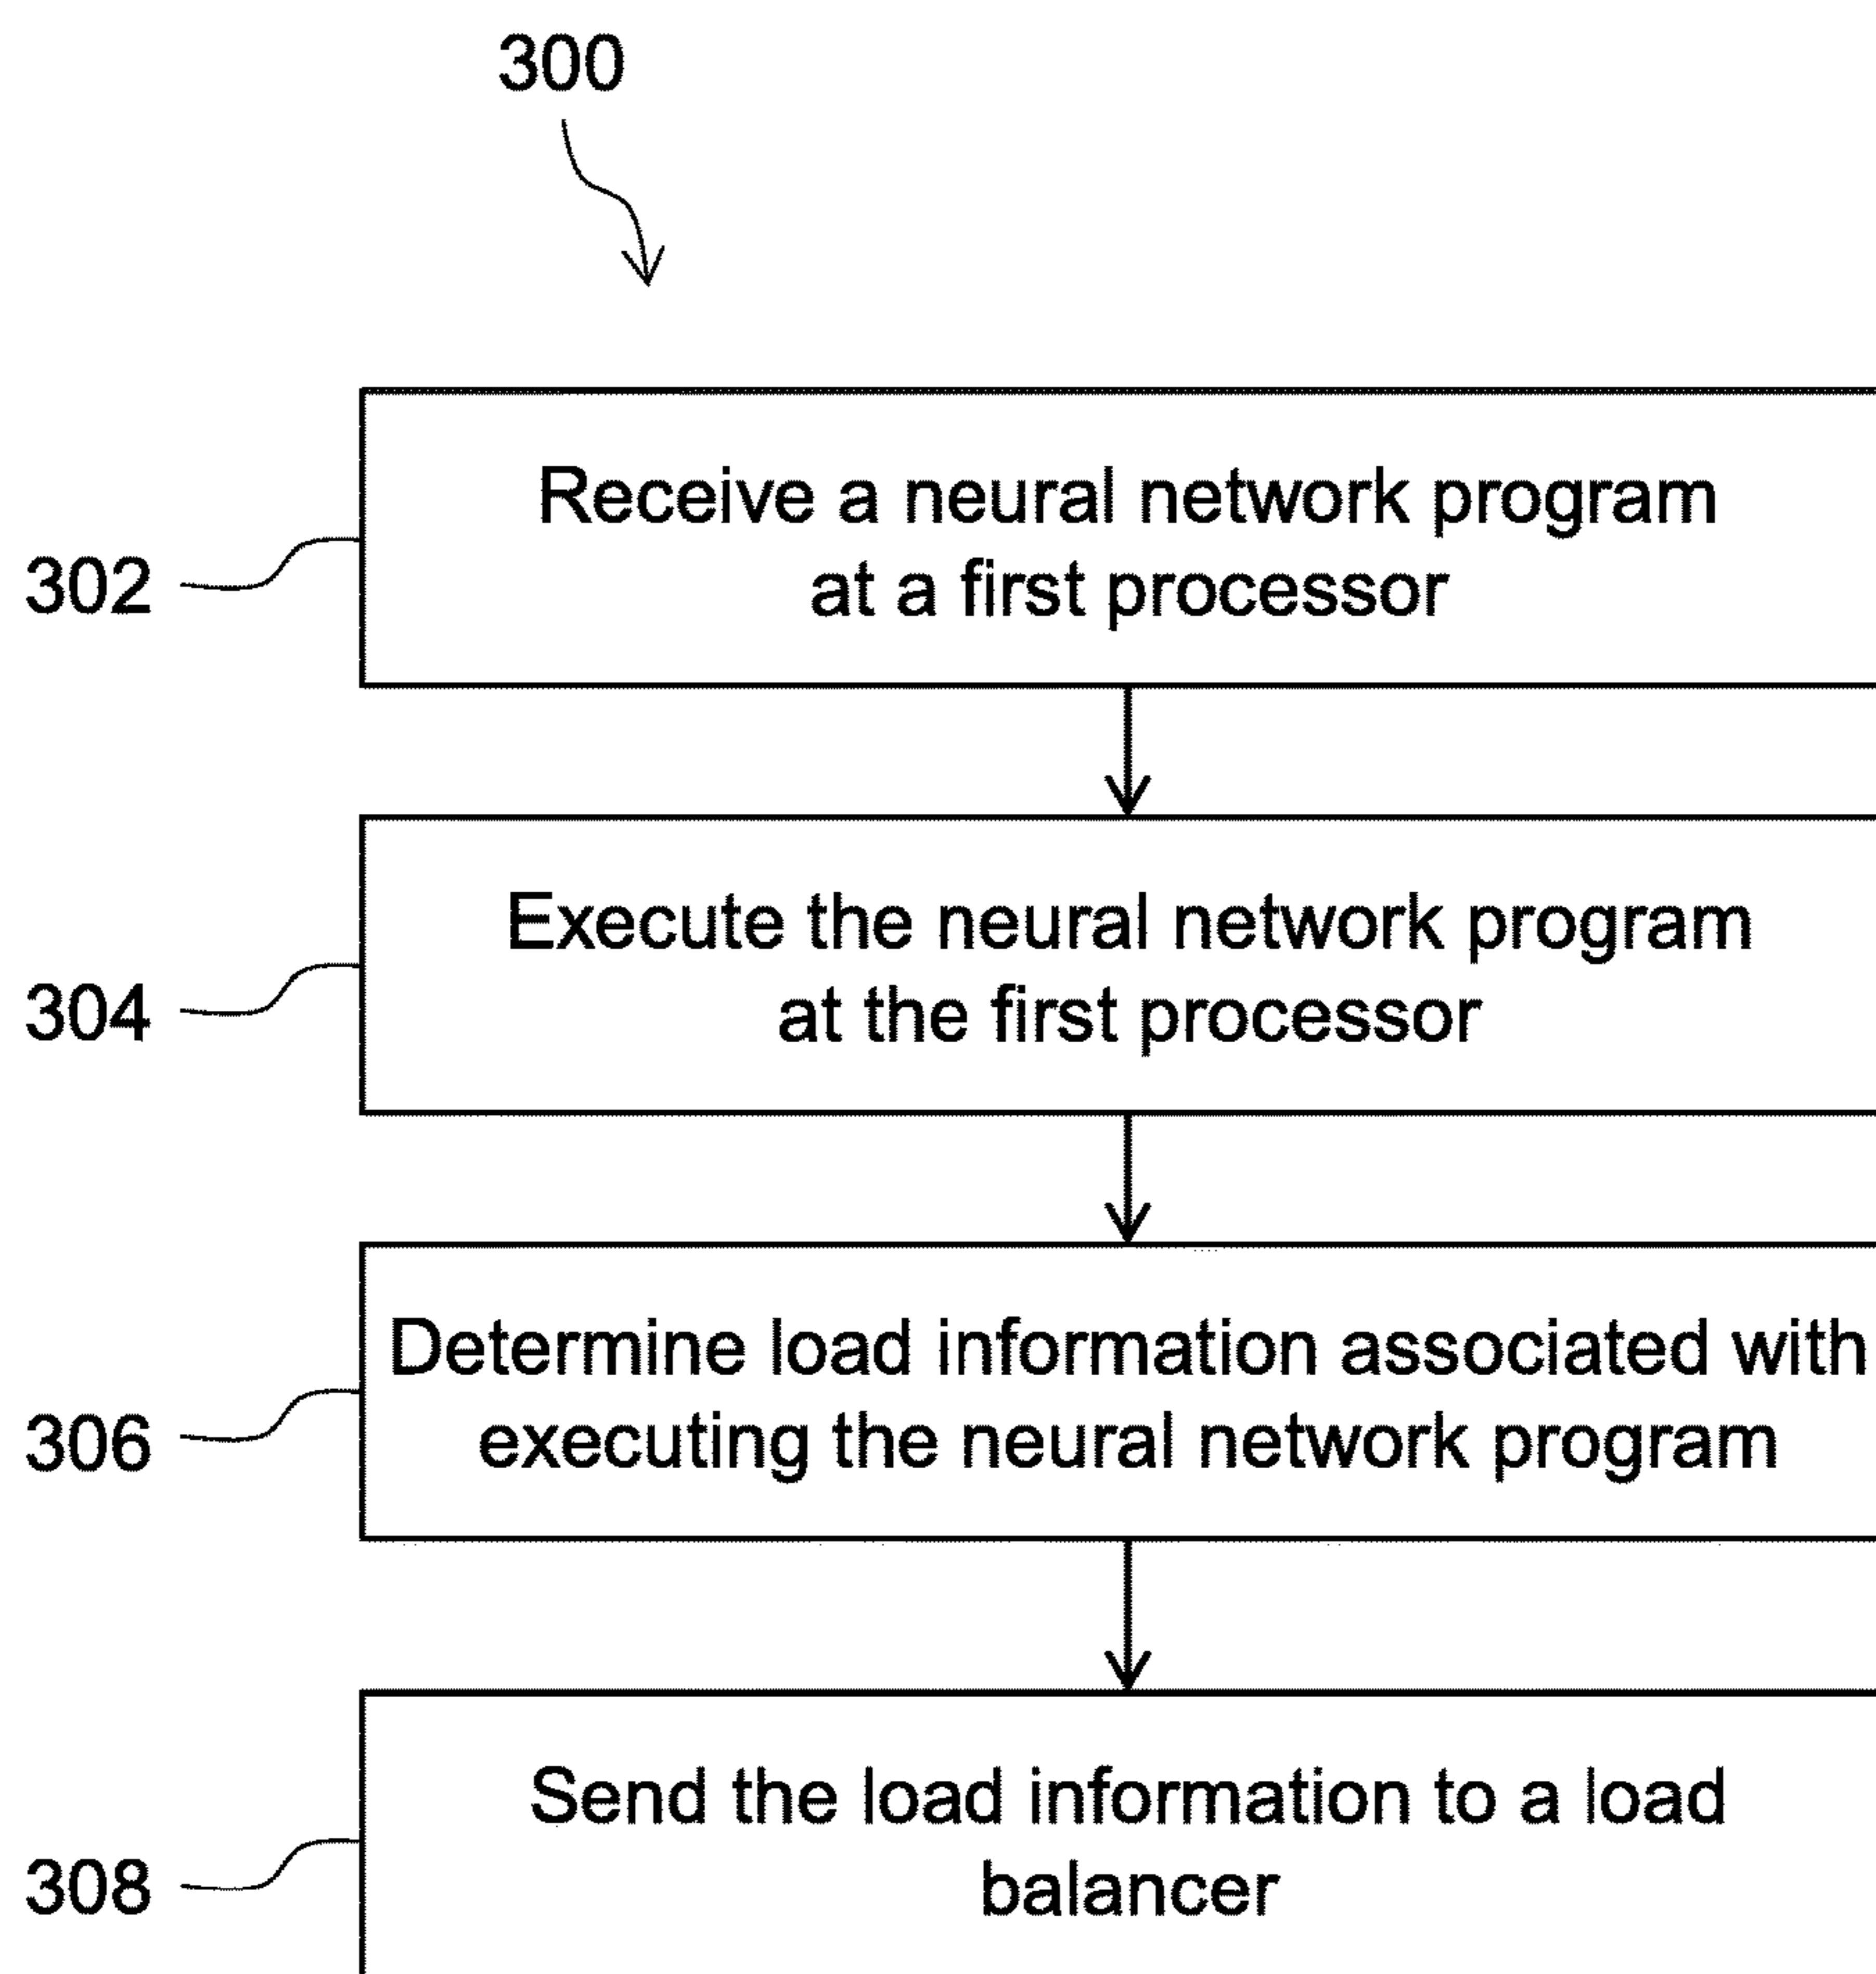 300
302
Receive a neural network program
at a first processor
304
Execute the neural network program
at the first processor
306
Determine load information associated with
executing the neural network program
308
Send the load information to a load
balancer